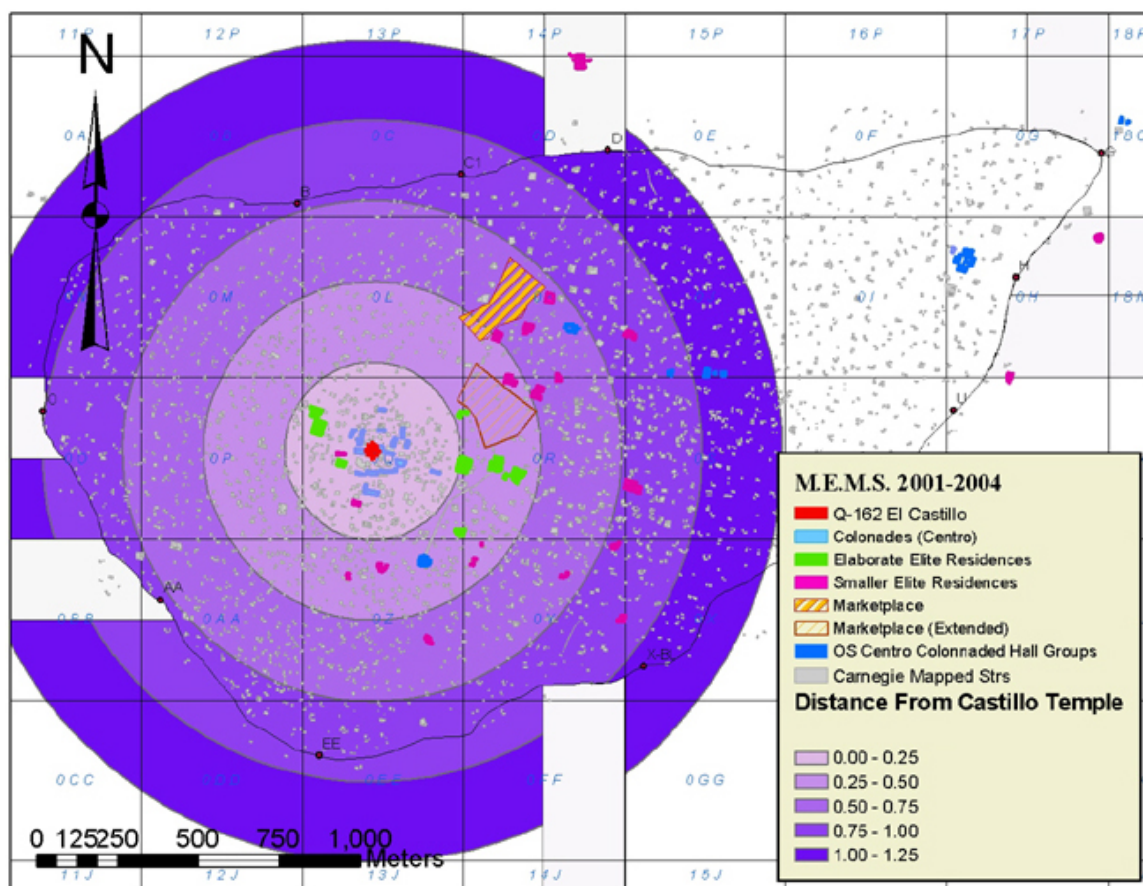 11P 12P 13P 14P 15P 16P 17P 18P
N
0A 0B 0C 0D 0E 0F 0G 18O
D
C1
G
B
0M 0L 0I 0H 18M
H
O
U
0P Q 0R
AA
0AA 0Z
X-B
EE
0CC 0EE 0FF 0GG
M.E.M.S. 2001-2004
Q-162 El Castillo
Colonades (Centro)
Elaborate Elite Residences
Smaller Elite Residences
Marketplace
Marketplace (Extended)
OS Centro Colonnaded Hall Groups
Carnegie Mapped Strs
Distance From Castillo Temple
0.00 - 0.25
0.25 - 0.50
0.50 - 0.75
0.75 - 1.00
1.00 - 1.25
0 125 250 500 750 1,000
Meters
11J 12J 13J 14J 15J